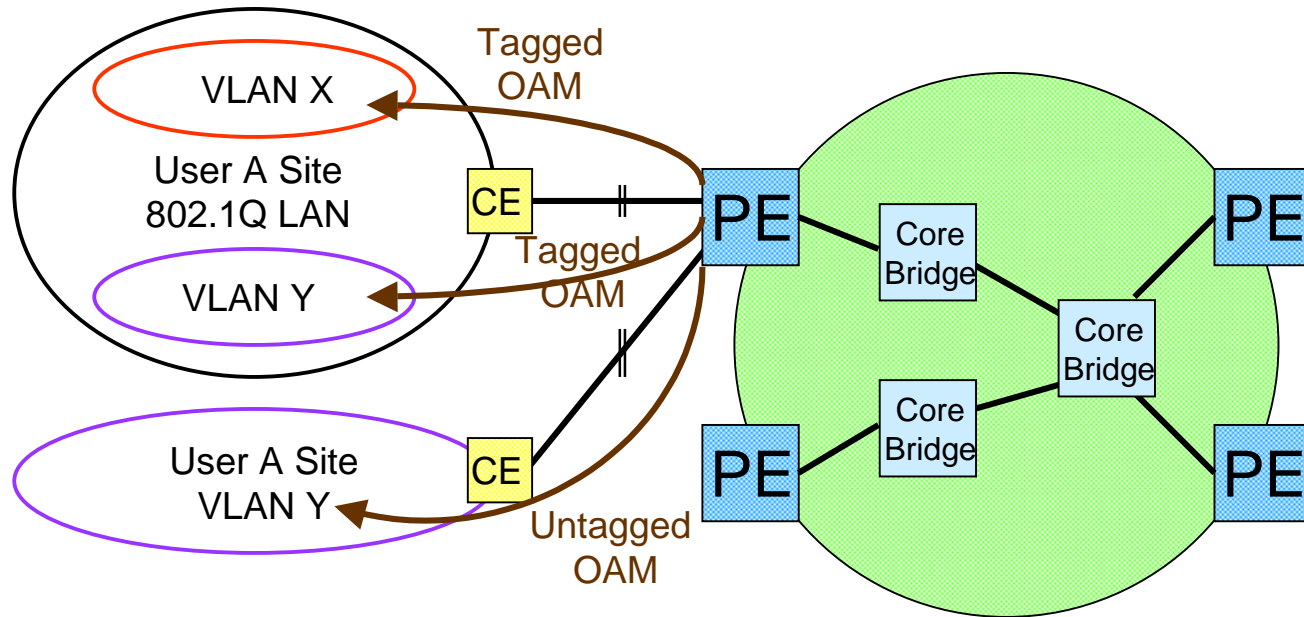 Tagged
OAM
VLAN X
User A Site
802.1Q LAN
CE
PE
PE
Core
Bridge
Tagged
OAM
VLAN Y
Core
Bridge
Core
Bridge
User A Site
VLAN Y
CE
PE
PE
Untagged
OAM